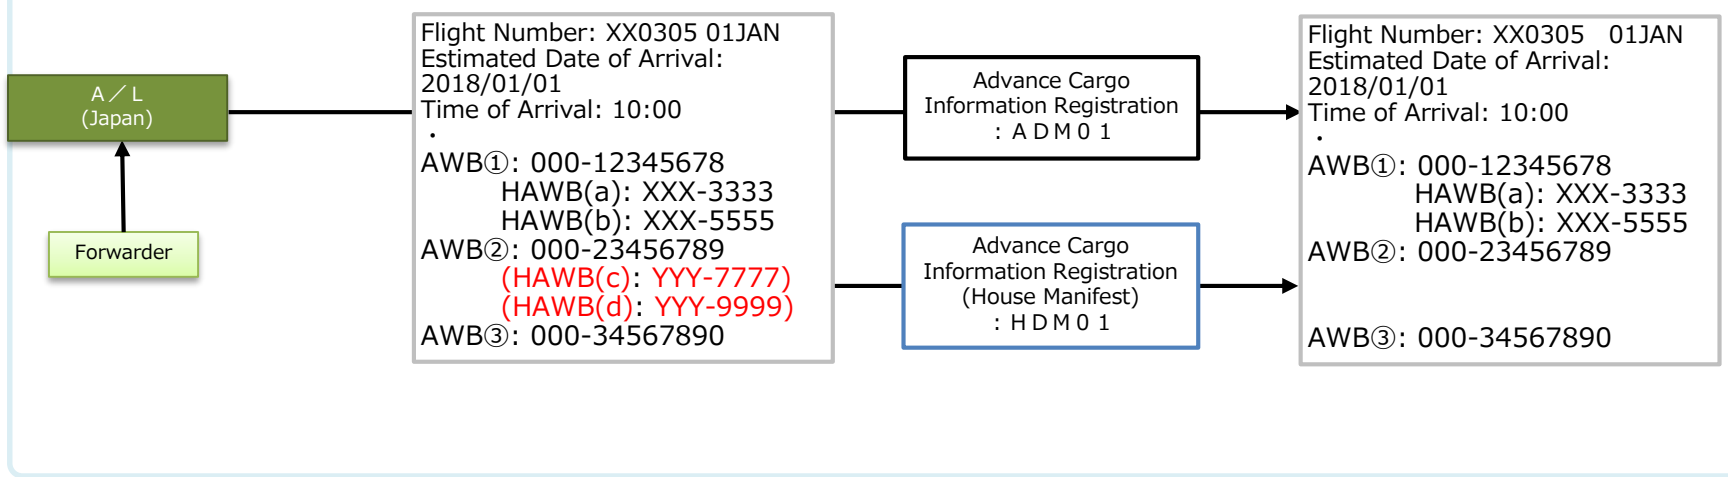 A／L
(Japan)
Forwarder
Flight Number: XX0305 01JAN
Estimated Date of Arrival:
2018/01/01
Time of Arrival: 10:00
・
AWB①: 000-12345678
HAWB(a): XXX-3333
HAWB(b): XXX-5555
AWB②: 000-23456789
(HAWB(c): YYY-7777)
(HAWB(d): YYY-9999)
AWB③: 000-34567890
Advance Cargo
Information Registration
：ＡＤＭ０１
Advance Cargo
Information Registration
(House Manifest)
：ＨＤＭ０１
Flight Number: XX0305 01JAN
Estimated Date of Arrival:
2018/01/01
Time of Arrival: 10:00
・
AWB①: 000-12345678
HAWB(a): XXX-3333
HAWB(b): XXX-5555
AWB②: 000-23456789
AWB③: 000-34567890